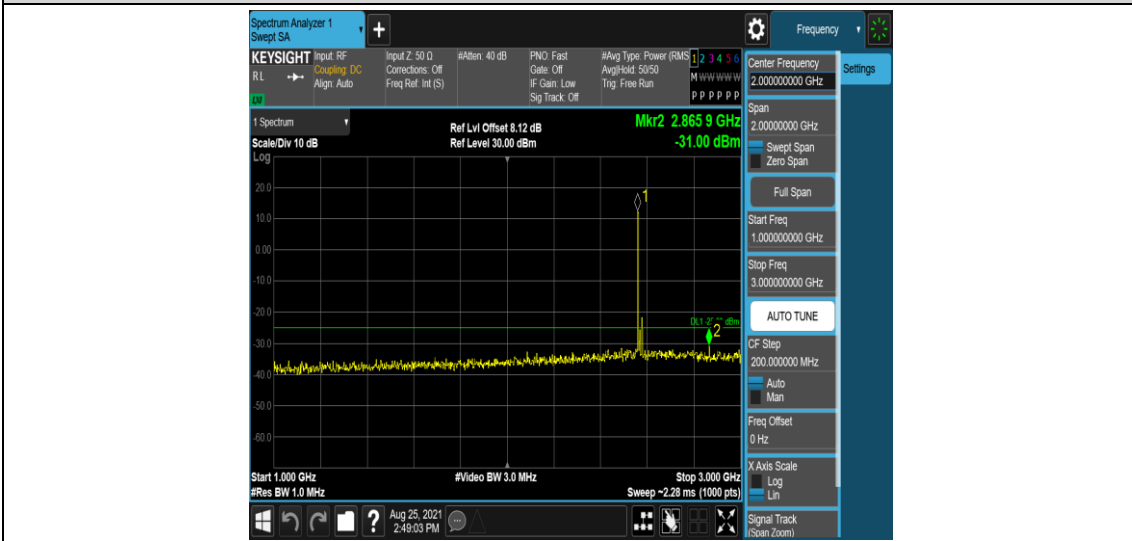 Spectrum Analyzer 1
Swept SA
+
Frequency
KEYSIGHT
Input: RF
Coupling: DC
Align: Auto
Input Z: 50 Ω
Corrections: Off
Freq Ref: Int (S)
#Atten: 40 dB
PNO: Fast
Gate: Off
IF Gain: Low
Sig Track: Off
#Avg Type: Power (RMS
Avg|Hold: 50/50
Trig: Free Run
1 2 3 4 5 6
M W W W W W
P P P P P P
R L
LXI
1 Spectrum
Scale/Div 10 dB
Log
Ref Lvl Offset 8.12 dB
Ref Level 30.00 dBm
Mkr2 2.865 9 GHz
-31.00 dBm
20.0
10.0
0.00
-10.0
-20.0
-30.0
-40.0
-50.0
-60.0
1
2
dBm
Start 1.000 GHz
#Res BW 1.0 MHz
#Video BW 3.0 MHz
Stop 3.000 GHz
Sweep ~2.28 ms (1000 pts)
Center Frequency
2.000000000 GHz
Settings
Span
2.00000000 GHz
Swept Span
Zero Span
Full Span
Start Freq
1.000000000 GHz
Stop Freq
3.000000000 GHz
AUTO TUNE
CF Step
200.000000 MHz
Auto
Man
Freq Offset
0 Hz
X Axis Scale
Log
Lin
Signal Track
(Span Zoom)
?
Aug 25, 2021
2:49:03 PM